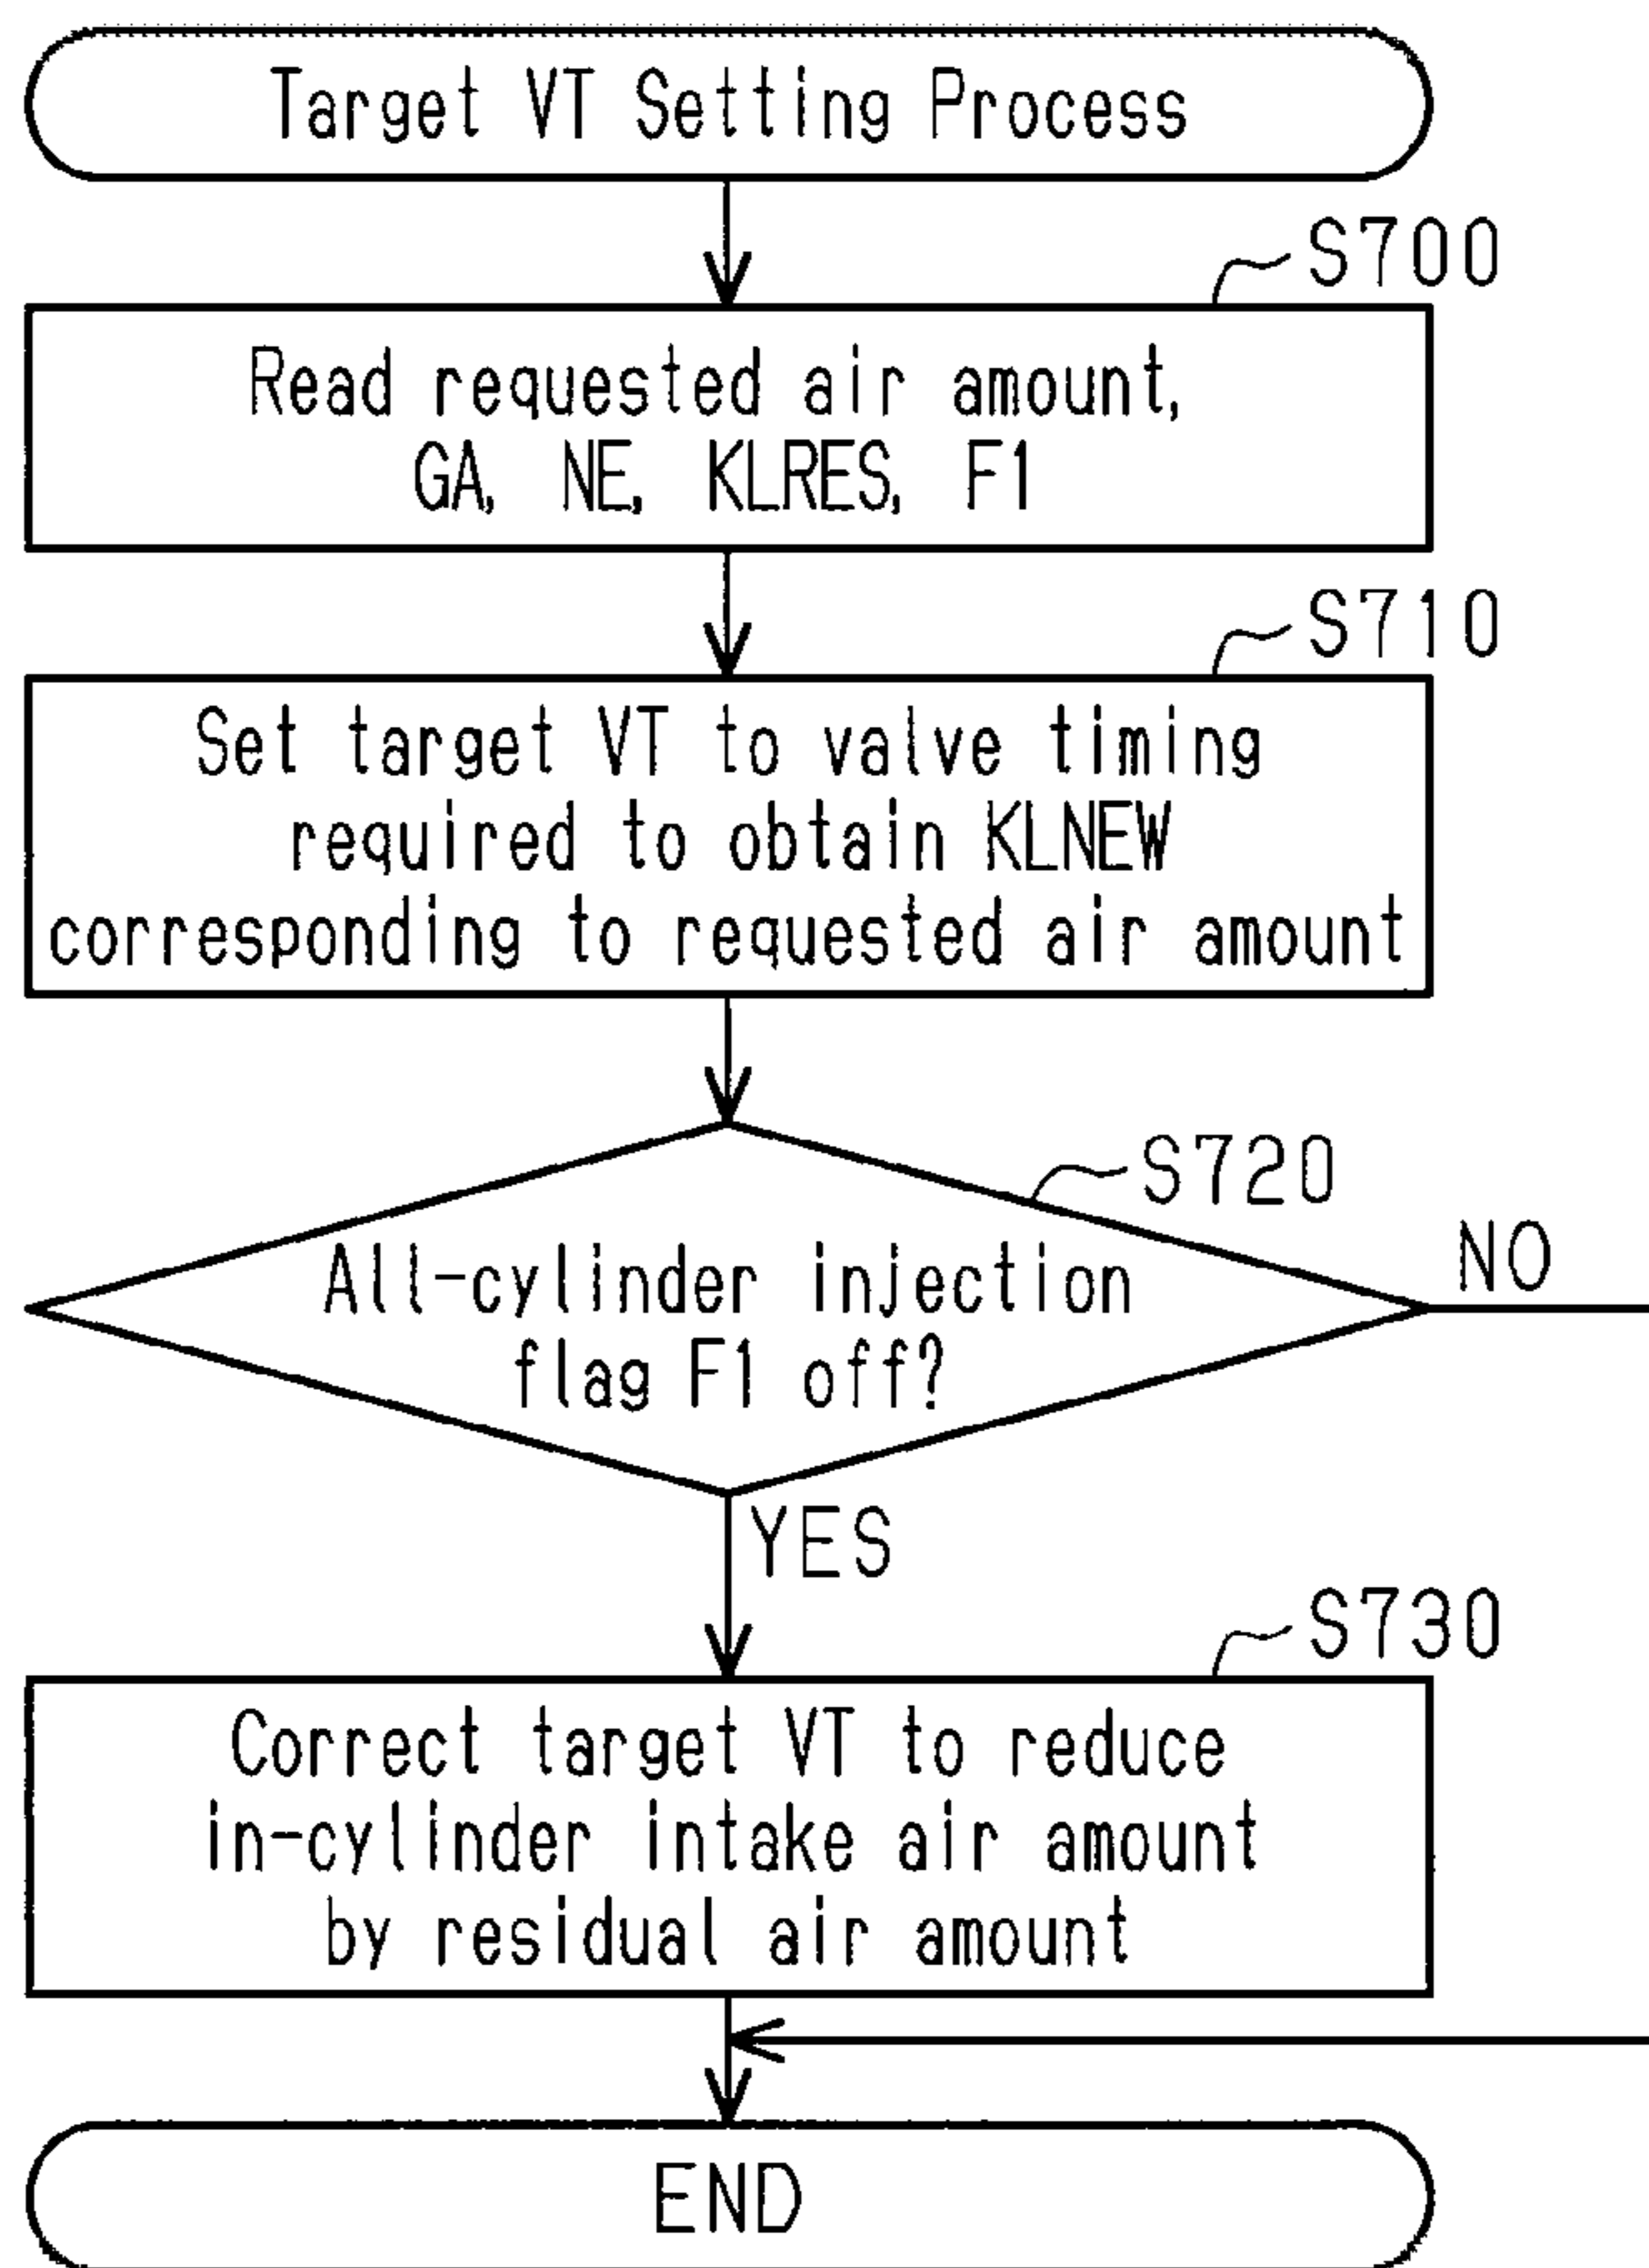 Target VT Setting Process
S700
Read requested air amount,
GA, NE, KLRES, F1
S710
Set target VT to valve timing
required to obtain KLNEW
corresponding to requested air amount
S720
All-cylinder injection
flag F1 off?
NO
YES
S730
Correct target VT to reduce
in-cylinder intake air amount
by residual air amount
END